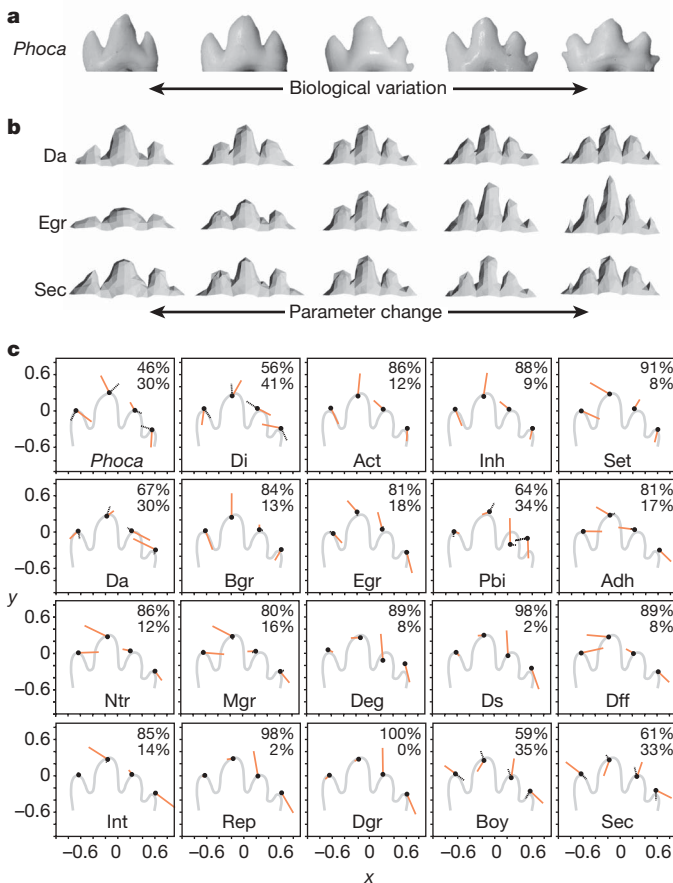 a
Phoca
Biological variation
b
Da
Egr
Sec
Parameter change
c
0.6
0
−0.6
46%
30%
Phoca
56%
41%
Di
86%
12%
Act
88%
9%
Inh
91%
8%
Set
0.6
0
−0.6
67%
30%
Da
84%
13%
Bgr
81%
18%
Egr
64%
34%
Pbi
81%
17%
Adh
y
0.6
0
−0.6
86%
12%
Ntr
80%
16%
Mgr
89%
8%
Deg
98%
2%
Ds
89%
8%
Dff
0.6
0
−0.6
85%
14%
Int
98%
2%
Rep
100%
0%
Dgr
59%
35%
Boy
61%
33%
Sec
−0.6 0 0.6 −0.6 0 0.6 −0.6 0 0.6 −0.6 0 0.6 −0.6 0 0.6
x